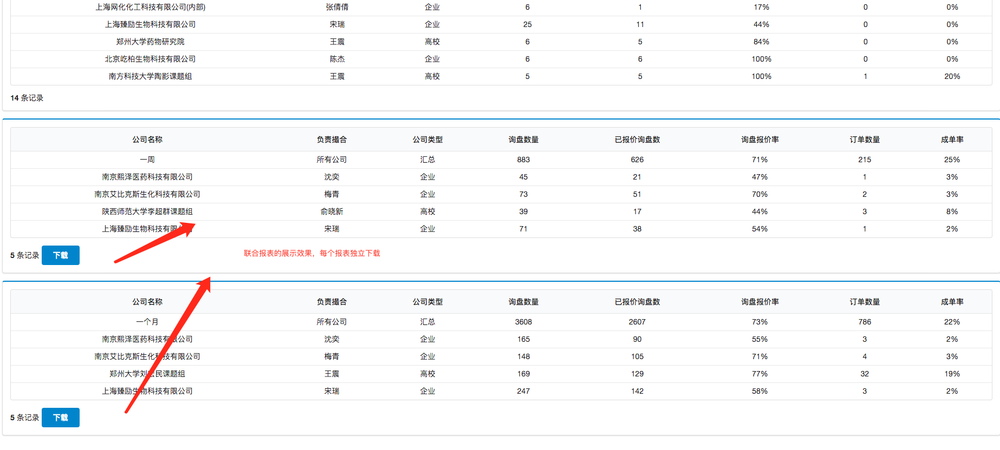 上海网化化工科技有限公司(内部) 张倩倩 企业 6 1 17% 0 0%
上海臻励生物科技有限公司 宋瑞 企业 25 11 44% 0 0%
郑州大学药物研究院 王震 高校 6 5 84% 0 0%
北京屹柏生物科技有限公司 陈杰 企业 6 6 100% 0 0%
南方科技大学陶影课题组 王震 高校 5 5 100% 1 20%
14 条记录
公司名称 负责撮合 公司类型 询盘数量 已报价询盘数 询盘报价率 订单数量 成单率
一周 所有公司 汇总 883 626 71% 215 25%
南京熙泽医药科技有限公司 沈奕 企业 45 21 47% 1 3%
南京艾比克斯生化科技有限公司 梅青 企业 73 51 70% 2 3%
陕西师范大学李超群课题组 俞晓新 高校 39 17 44% 3 8%
上海臻励生物科技有限 宋瑞 企业 71 38 54% 1 2%
5 条记录 下载
联合报表的展示效果，每个报表独立下载
公司名称 负责撮合 公司类型 询盘数量 已报价询盘数 询盘报价率 订单数量 成单率
一个月 所有公司 汇总 3608 2607 73% 786 22%
南京熙泽医药科技有限公司 沈奕 企业 165 90 55% 3 2%
南京艾比克斯生化科技有限公司 梅青 企业 148 105 71% 4 3%
郑州大学刘宏民课题组 王震 高校 169 129 77% 32 19%
上海臻励生物科技有限公司 宋瑞 企业 247 142 58% 3 2%
5 条记录 下载